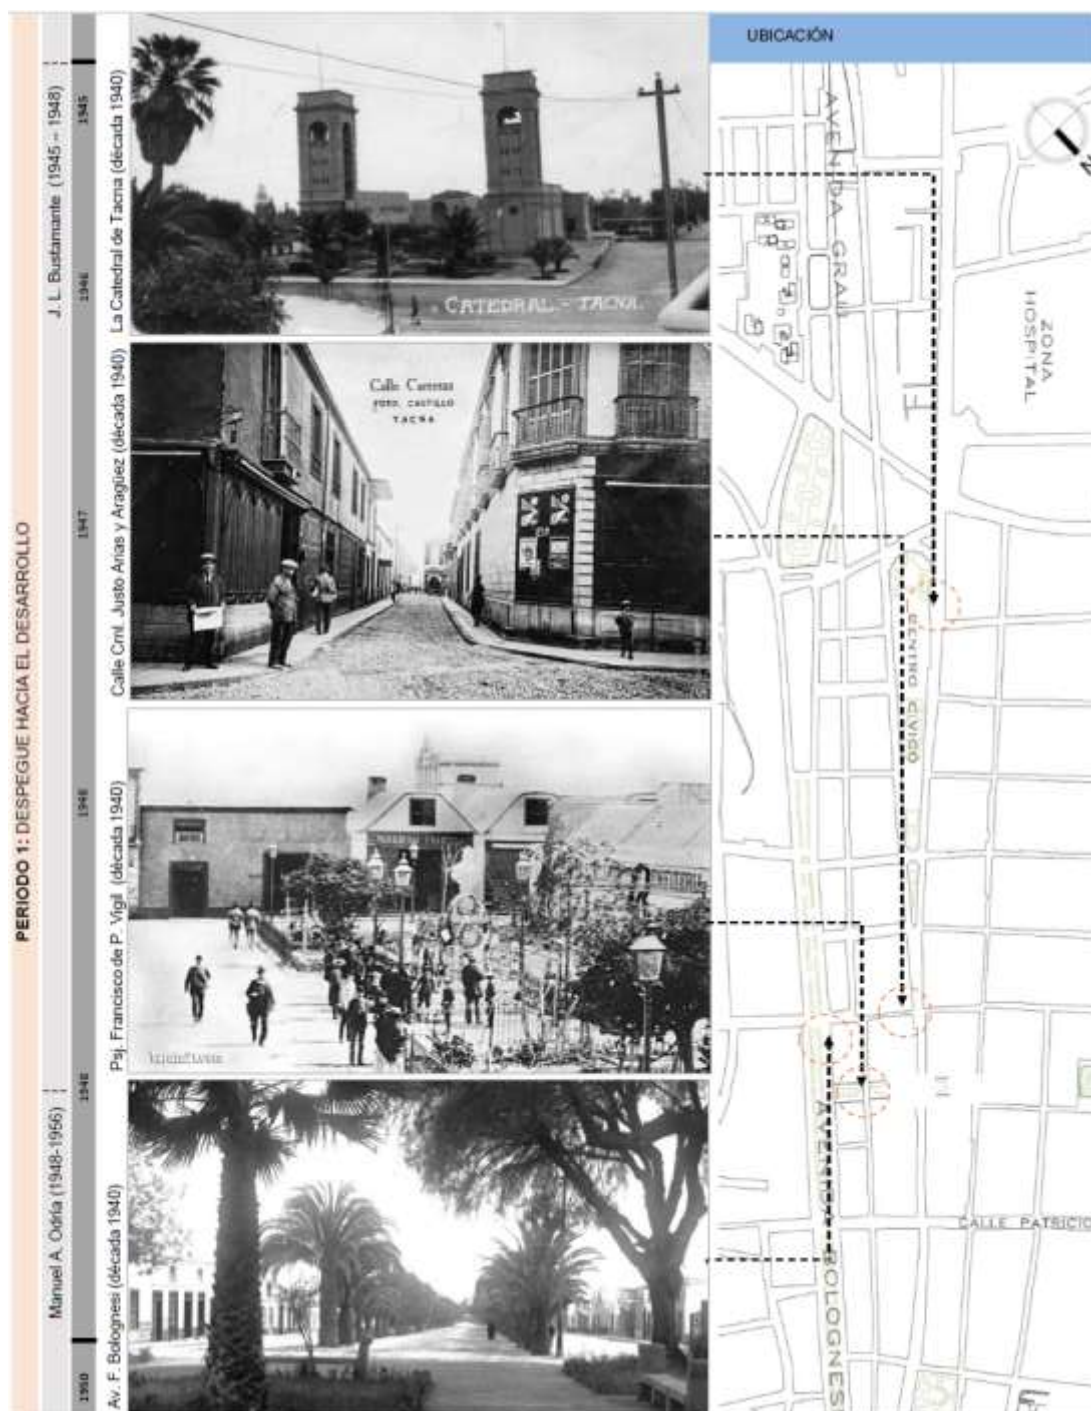 PERIODO 1: DESPEGUE HACIA EL DESARROLLO
J. L. Bustamante (1945 – 1948)
Manuel A. Odría (1948-1956)
1945
1946
1947
1948
1950
La Catedral de Tacna (década 1940)
CATEDRAL - TACNA.
Calle Crnl. Justo Arias y Aragüez (década 1940)
Calle Carreras
FOTO. CASTILLO
TACNA
Psj. Francisco de P. Vigil (década 1940)
Av. F. Bolognesi (década 1940)
UBICACIÓN
AVENIDA GRAU
ZONA
HOSPITAL
N
CENTRO CIVICO
AVENIDA BOLOGNESI
CALLE PATRICIO